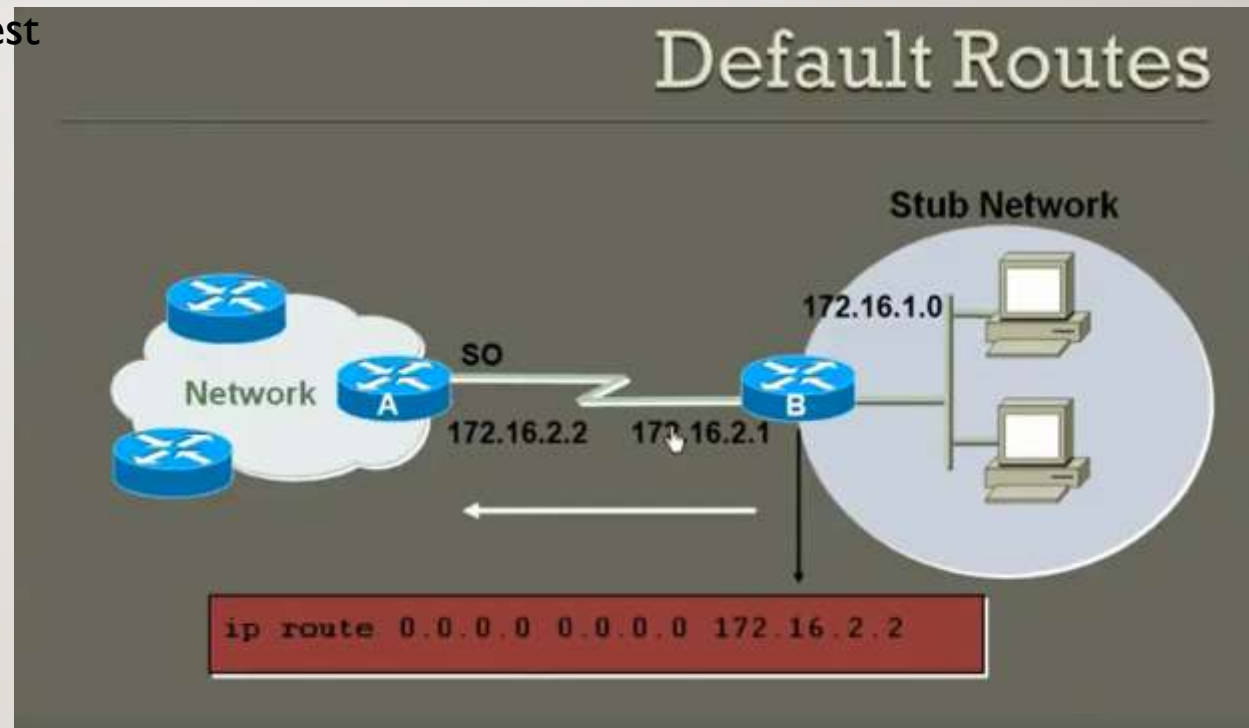 est
Default Routes
Stub Network
172.16.1.0
SO
Network
A
B
172.16.2.2 172.16.2.1
ip route 0.0.0.0 0.0.0.0 172.16.2.2